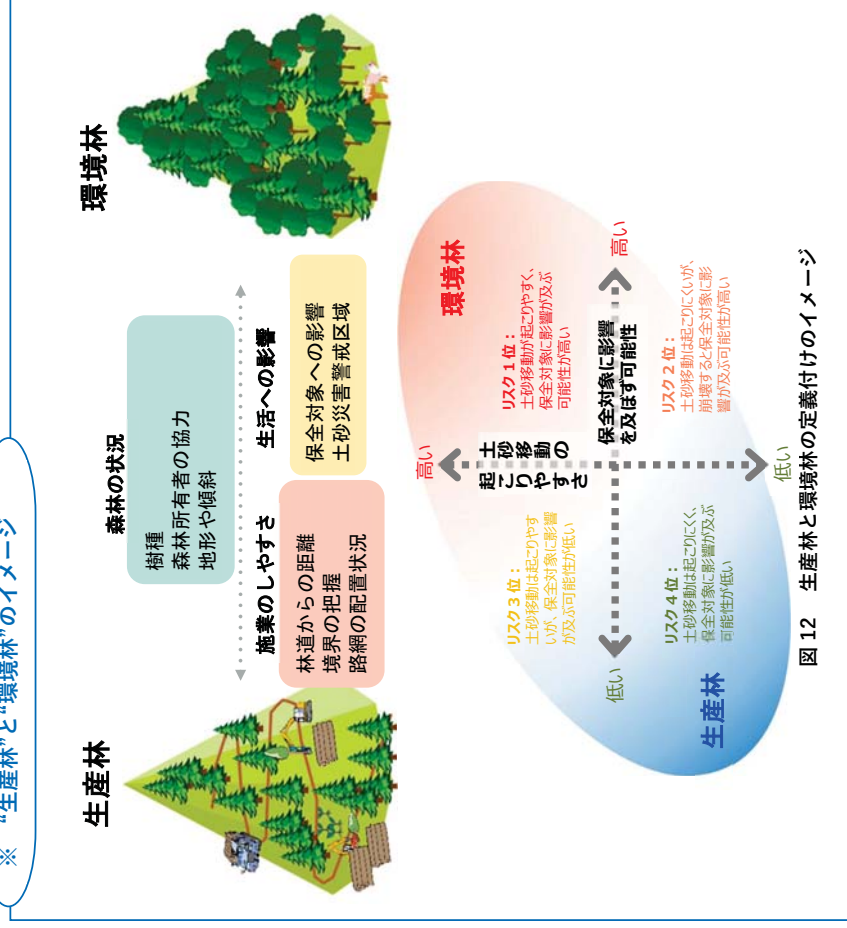 ※ “生産林”と“環境林”のイメージ
生産林
環境林
森林の状況
樹種
森林所有者の協力
地形や傾斜
施業のしやすさ
生活への影響
林道からの距離
境界の把握
路網の配置状況
保全対象への影響
土砂災害警戒区域
高い
環境林
土砂移動の
起こりやすさ
リスク3位：
土砂移動は起こりやす
いが、保全対象に影響
が及ぶ可能性が低い
リスク1位：
土砂移動が起こりやすく、
保全対象に影響が及ぶ
可能性が高い
低い
保全対象に影響
を及ぼす可能性
高い
リスク4位：
土砂移動は起こりにくく、
保全対象に影響が及ぶ
可能性が低い
リスク2位：
土砂移動は起こりにくいが、
崩壊すると保全対象に影
響が及ぶ可能性が高い
生産林
低い
図12 生産林と環境林の定義付けのイメージ